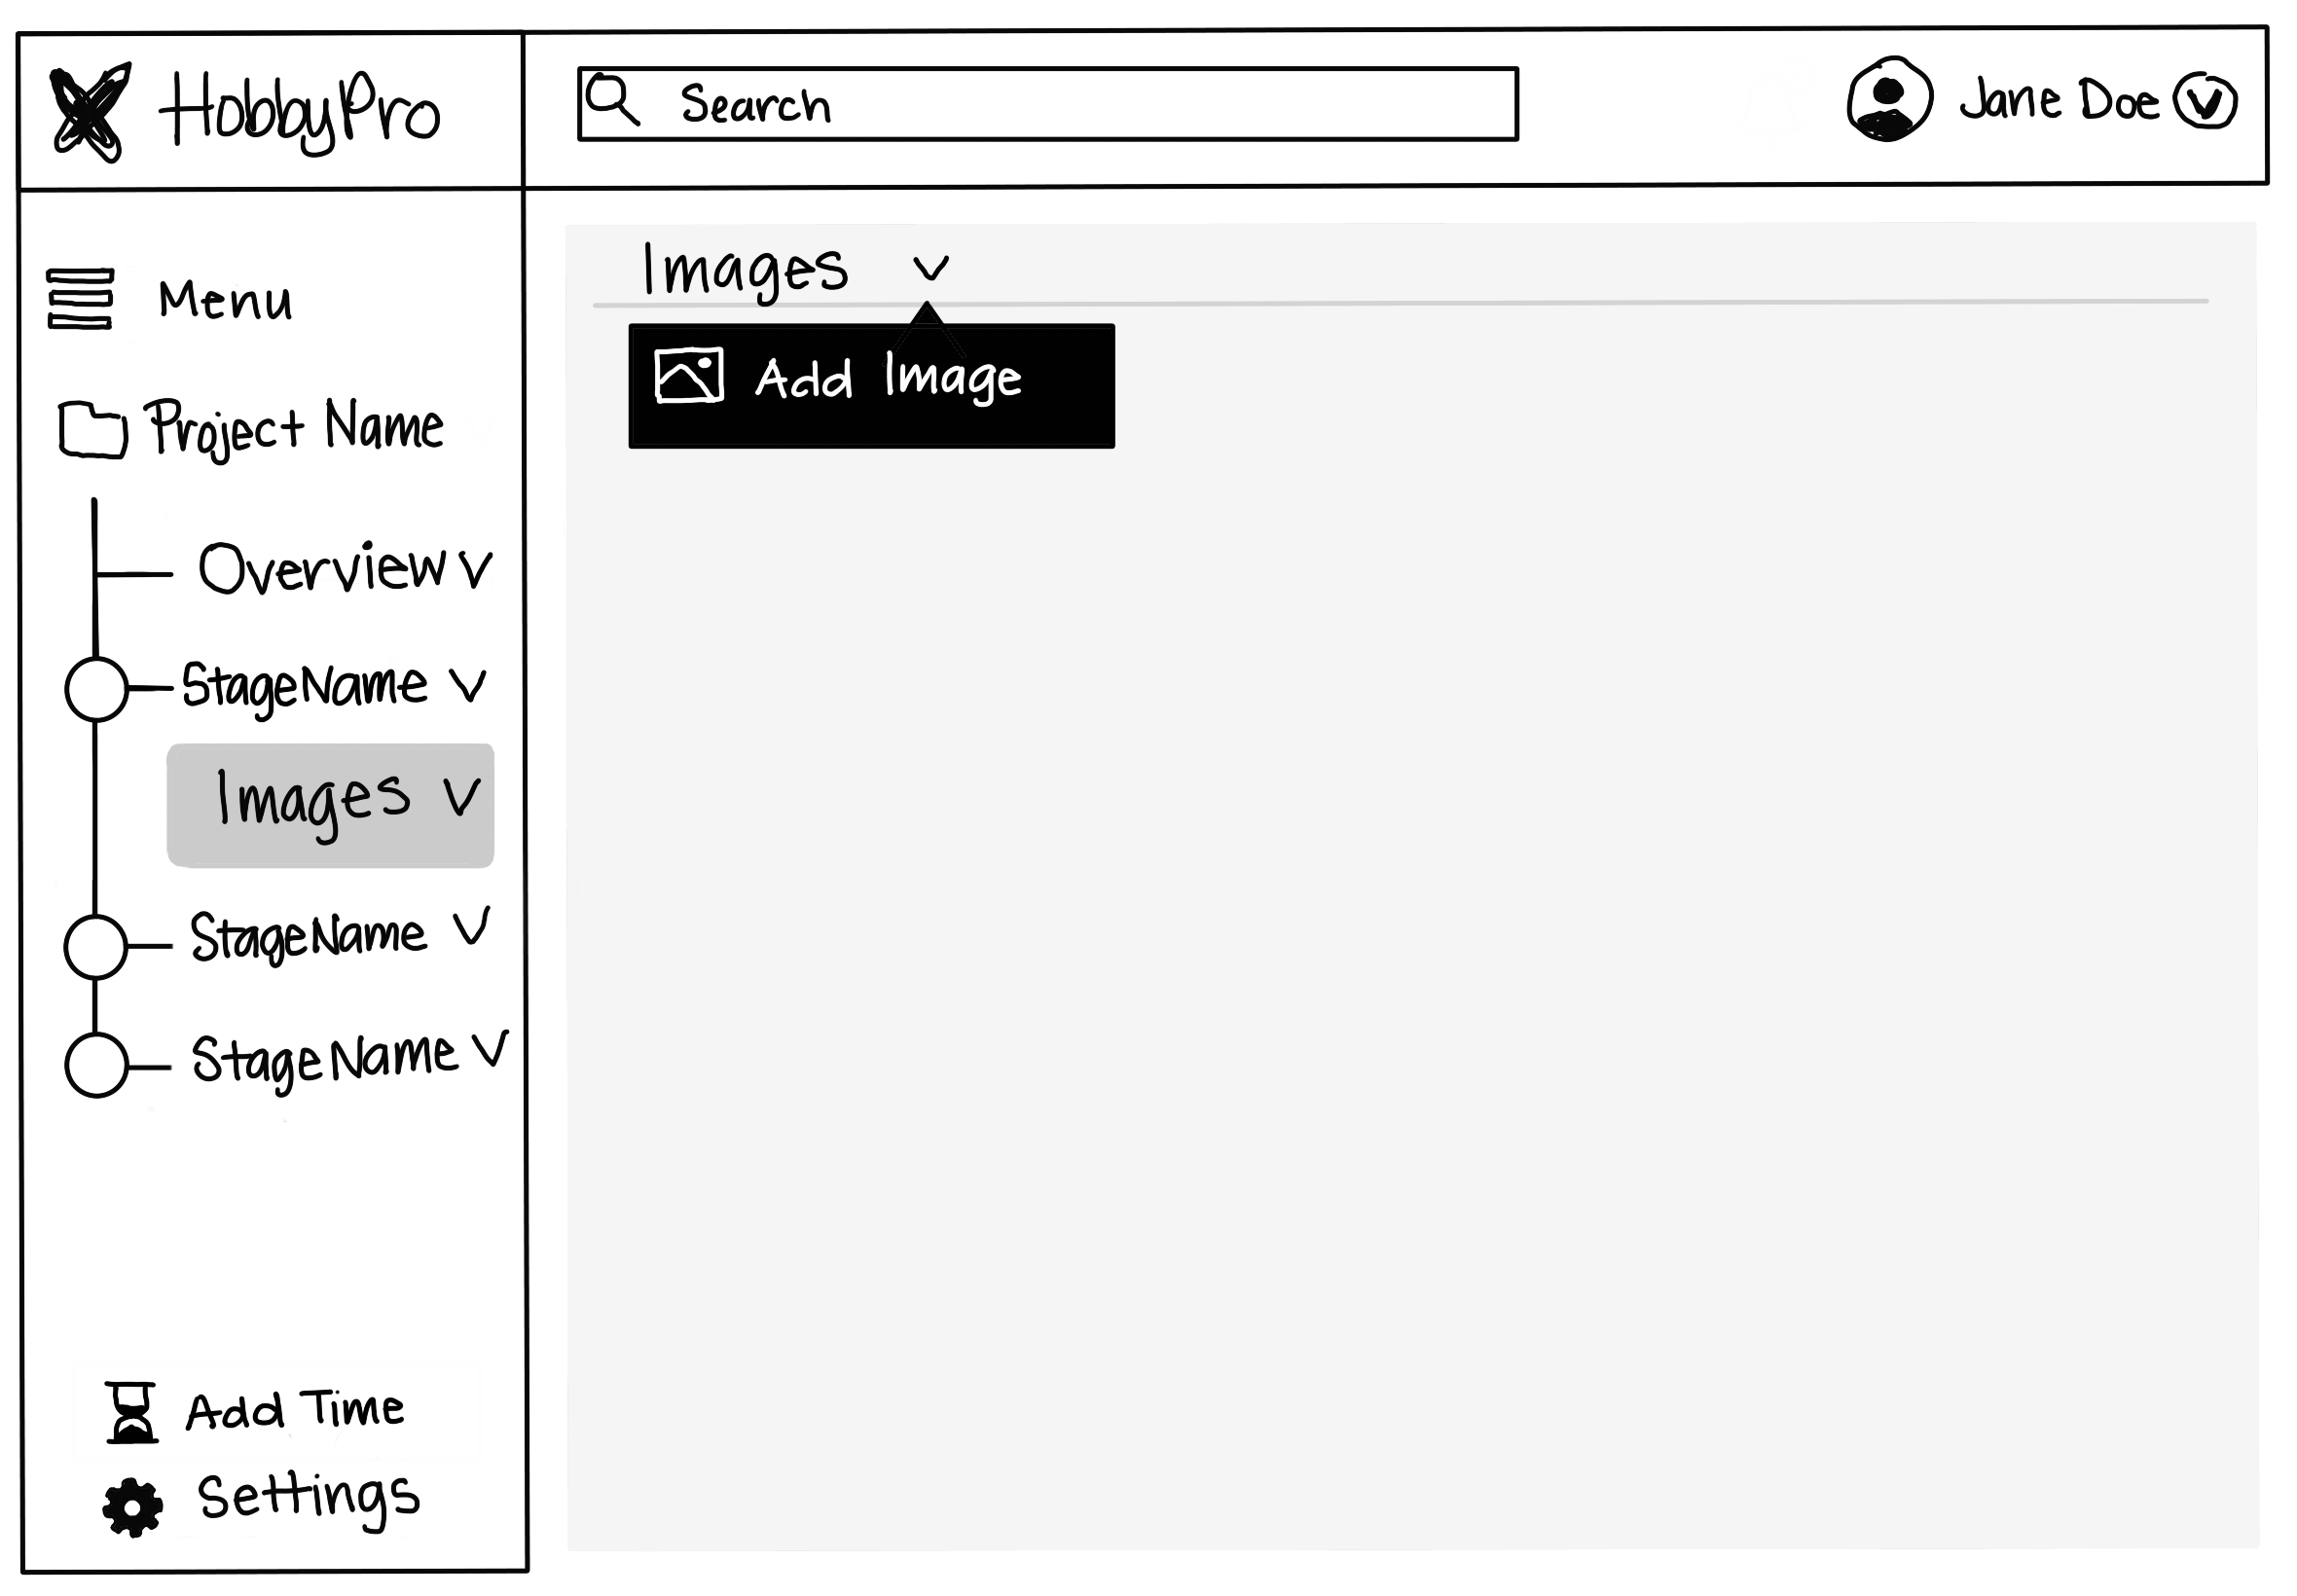 HobbyPro
Search
Jane Doe
Menu
Project Name
Overview
StageName
Images
StageName
StageName
Add Time
Settings
Images
Add Image